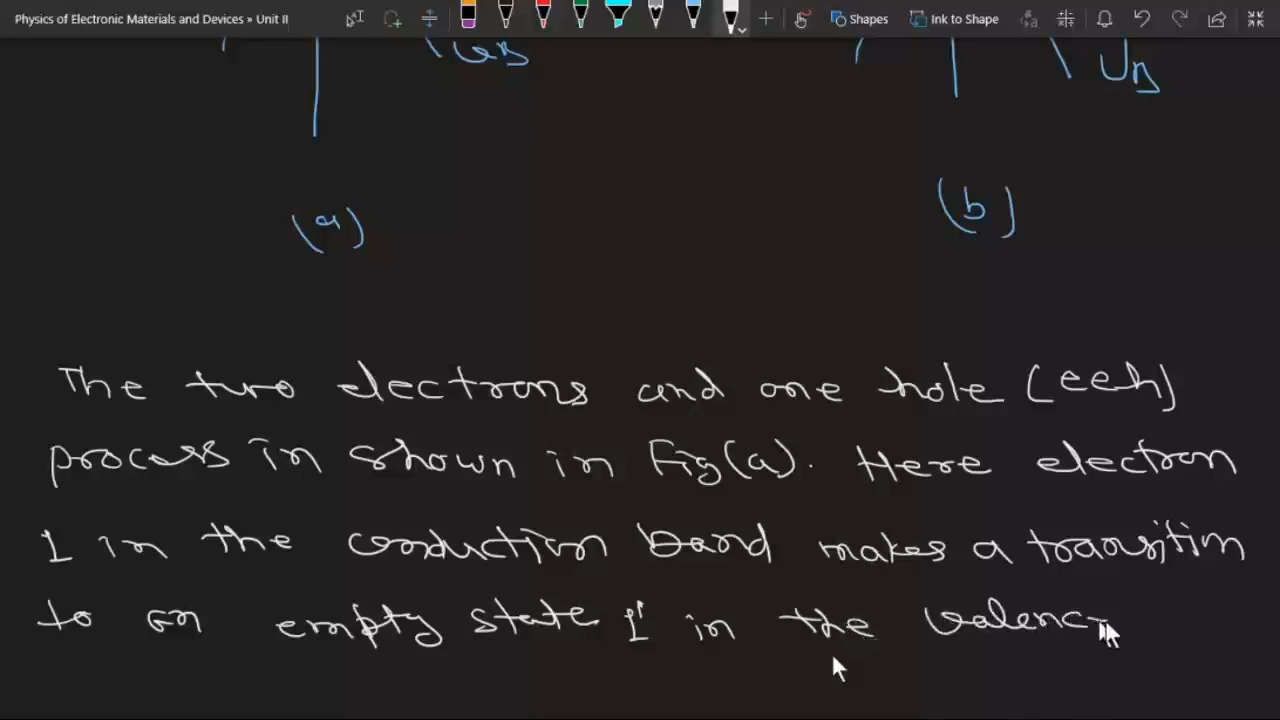 Physics of Electronic Materials and Devices » Unit II
Shapes
Ink to Shape
(a)
(b)
The two electrons and one hole (eeh)
process in shown in Fig(a). Here electron
1 in the conduction band makes a transition
to an empty state 1' in the valenc